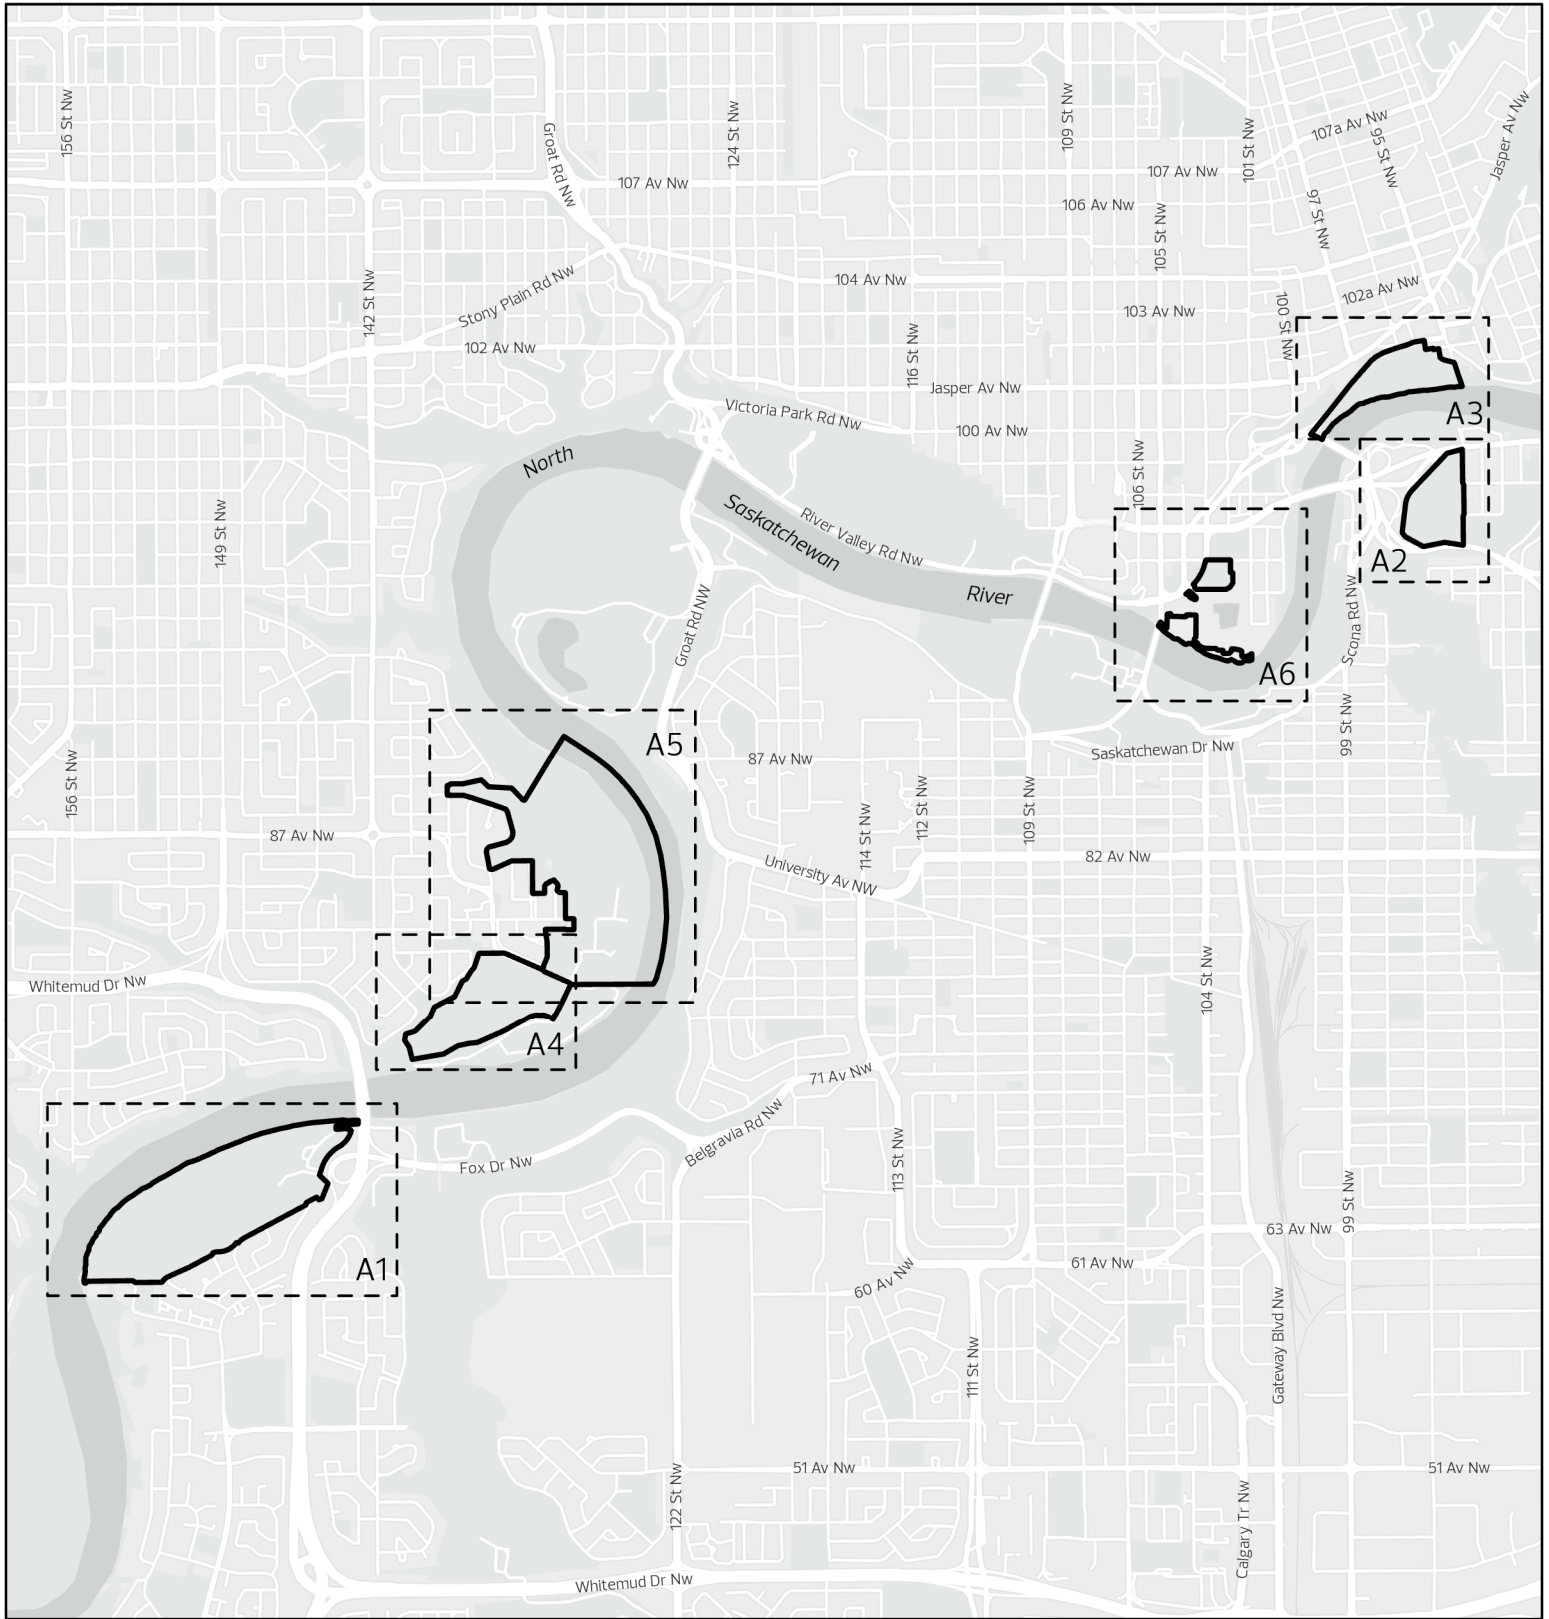 156 St Nw
Groat Rd Nw
124 St Nw
109 St Nw
101 St Nw
107a Av Nw
95 St Nw
Jasper Av Nw
107 Av Nw
107 Av Nw
106 Av Nw
105 St Nw
97 St Nw
104 Av Nw
102a Av Nw
142 St Nw
Stony Plain Rd Nw
103 Av Nw
100 St Nw
102 Av Nw
116 St Nw
Jasper Av Nw
Victoria Park Rd Nw
100 Av Nw
A3
North
106 St Nw
149 St Nw
Saskatchewan
River Valley Rd Nw
River
A2
Groat Rd NW
Scona Rd Nw
A6
99 St Nw
A5
87 Av Nw
Saskatchewan Dr Nw
156 St Nw
114 St Nw
112 St Nw
109 St Nw
87 Av Nw
University Av NW
82 Av Nw
Whitemud Dr Nw
104 St Nw
A4
71 Av Nw
Belgravia Rd Nw
Fox Dr Nw
113 St Nw
99 St Nw
63 Av Nw
A1
60 Av Nw
61 Av Nw
Gateway Blvd Nw
111 St Nw
122 St Nw
51 Av Nw
51 Av Nw
Calgary Tr Nw
Whitemud Dr Nw